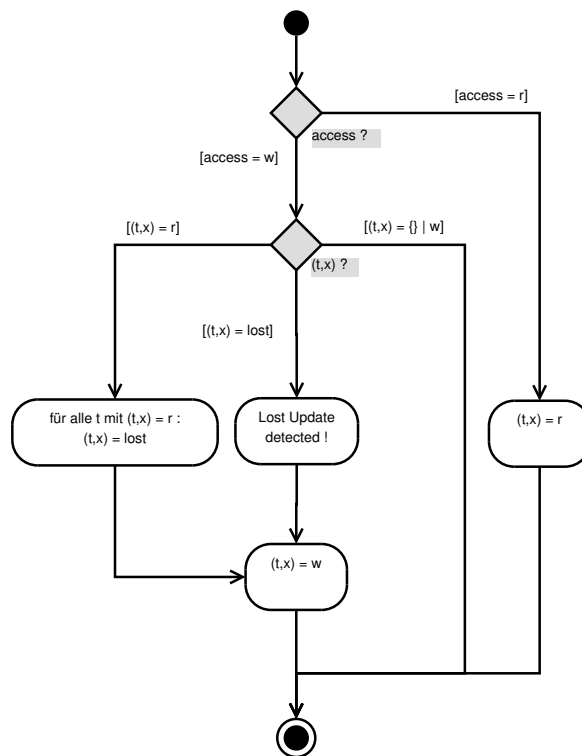 [access = r]
access ?
[access = w]
[(t,x) = r]
[(t,x) = {} | w]
(t,x) ?
[(t,x) = lost]
für alle t mit (t,x) = r :
(t,x) = lost
Lost Update
detected !
(t,x) = r
(t,x) = w